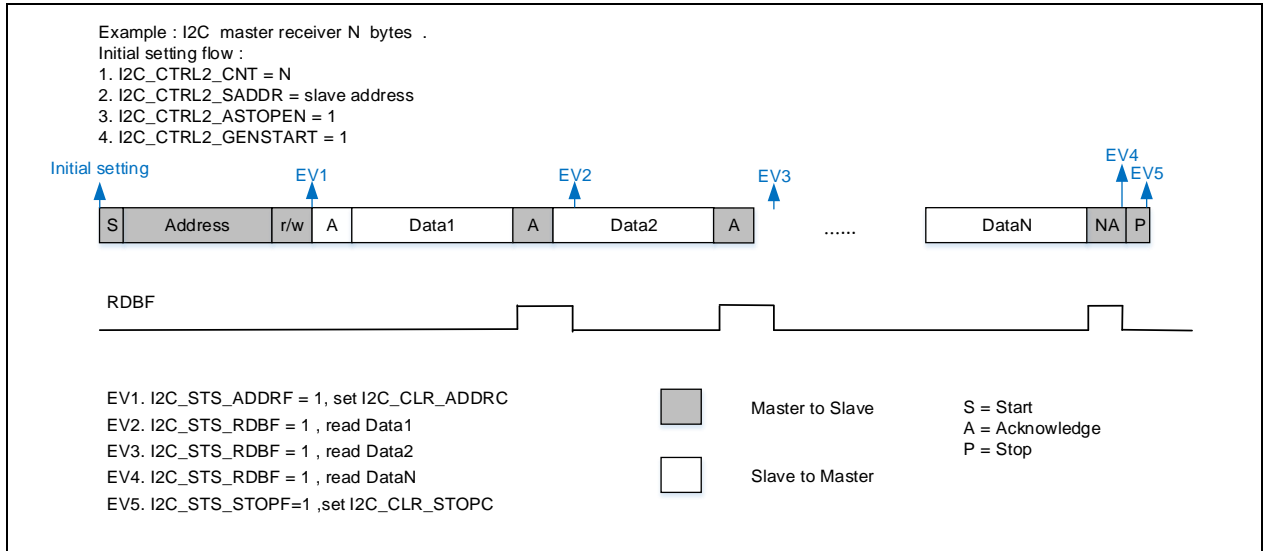 Example : I2C master receiver N bytes .
Initial setting flow :
1. I2C_CTRL2_CNT = N
2. I2C_CTRL2_SADDR = slave address
3. I2C_CTRL2_ASTOPEN = 1
4. I2C_CTRL2_GENSTART = 1
Initial setting
EV1
EV2
EV3
EV4
EV5
S Address r/w A Data1 A Data2 A ...... DataN NA P
RDBF
EV1. I2C_STS_ADDRF = 1, set I2C_CLR_ADDRC
EV2. I2C_STS_RDBF = 1 , read Data1
EV3. I2C_STS_RDBF = 1 , read Data2
EV4. I2C_STS_RDBF = 1 , read DataN
EV5. I2C_STS_STOPF=1 ,set I2C_CLR_STOPC
Master to Slave
Slave to Master
S = Start
A = Acknowledge
P = Stop